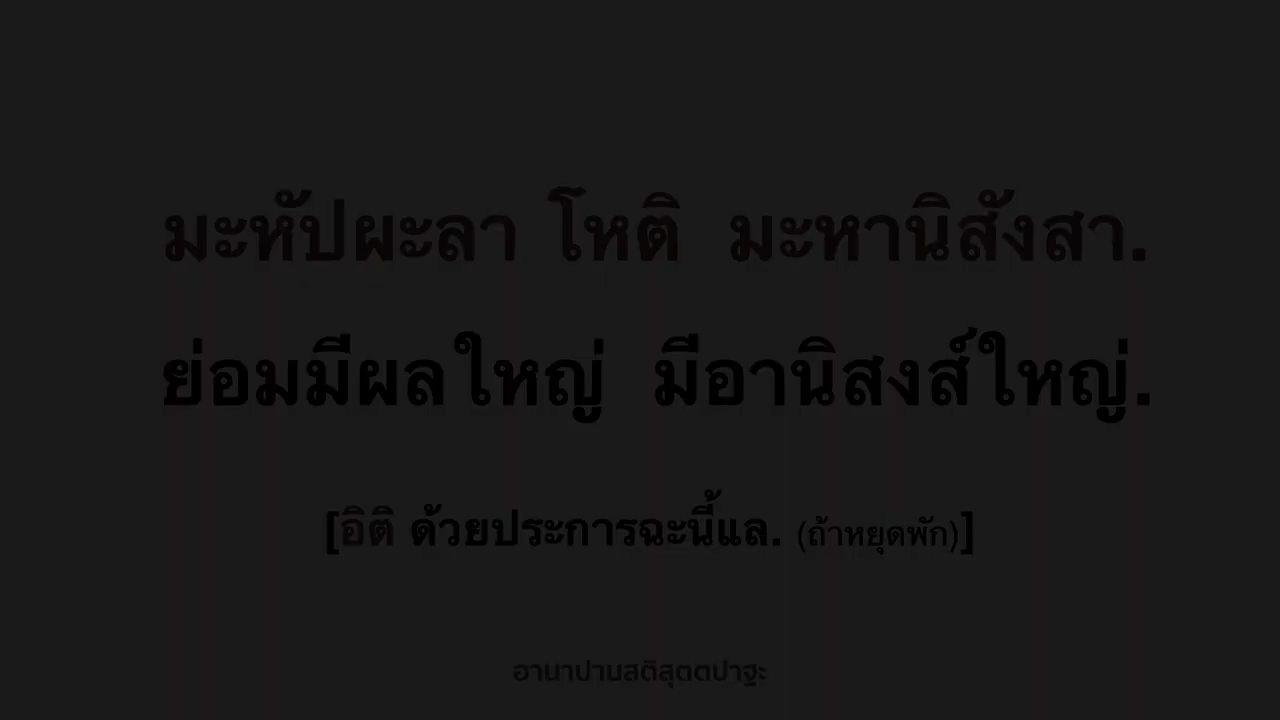 มะหัปผะลา โหติ มะหานิสังสา.
ย่อมมีผลใหญ่ มีอานิสงส์ใหญ่.
[อิติ ด้วยประการฉะนี้แล. (ถ้าหยุดพัก)]
อานาปานสติสุตตปาฐะ